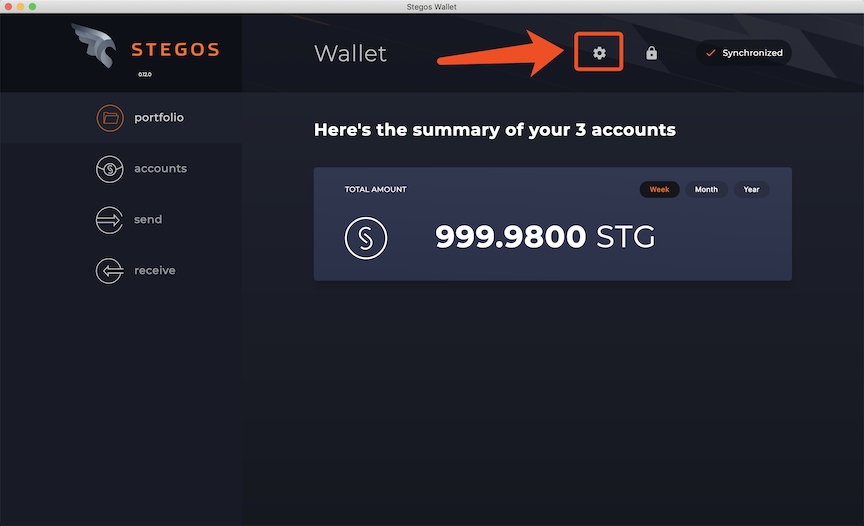 Stegos Wallet
STEGOS
0.12.0
Wallet
Synchronized
portfolio
accounts
send
receive
Here's the summary of your 3 accounts
TOTAL AMOUNT
Week
Month
Year
999.9800 STG